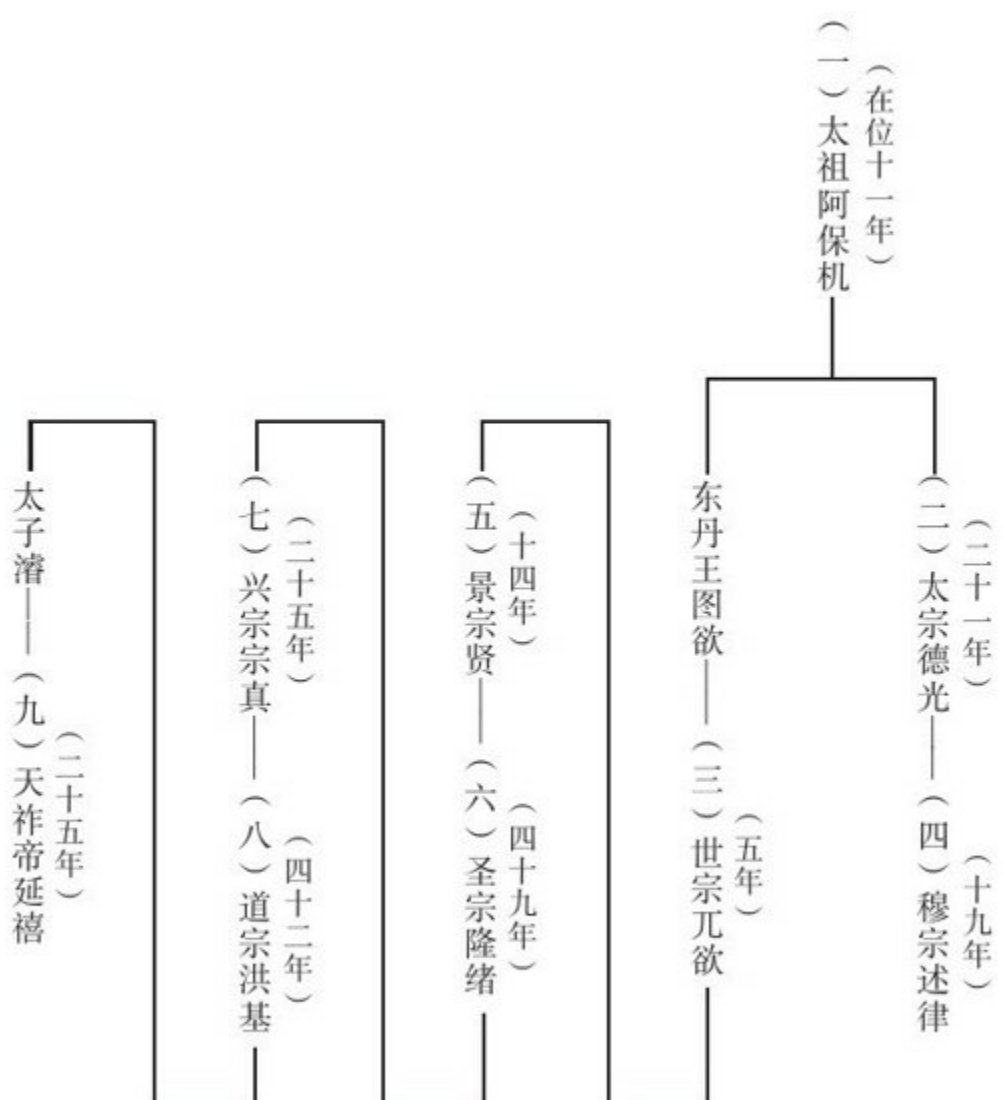 （在位十一年）
（一）太祖阿保机
（二十一年）
（二）太宗德光——
（十九年）
（四）穆宗述律
东丹王图欲——
（五年）
（三）世宗兀欲
（十四年）
（五）景宗贤——
（四十九年）
（六）圣宗隆绪
（二十五年）
（七）兴宗宗真——
（四十二年）
（八）道宗洪基
太子濬——
（二十五年）
（九）天祚帝延禧